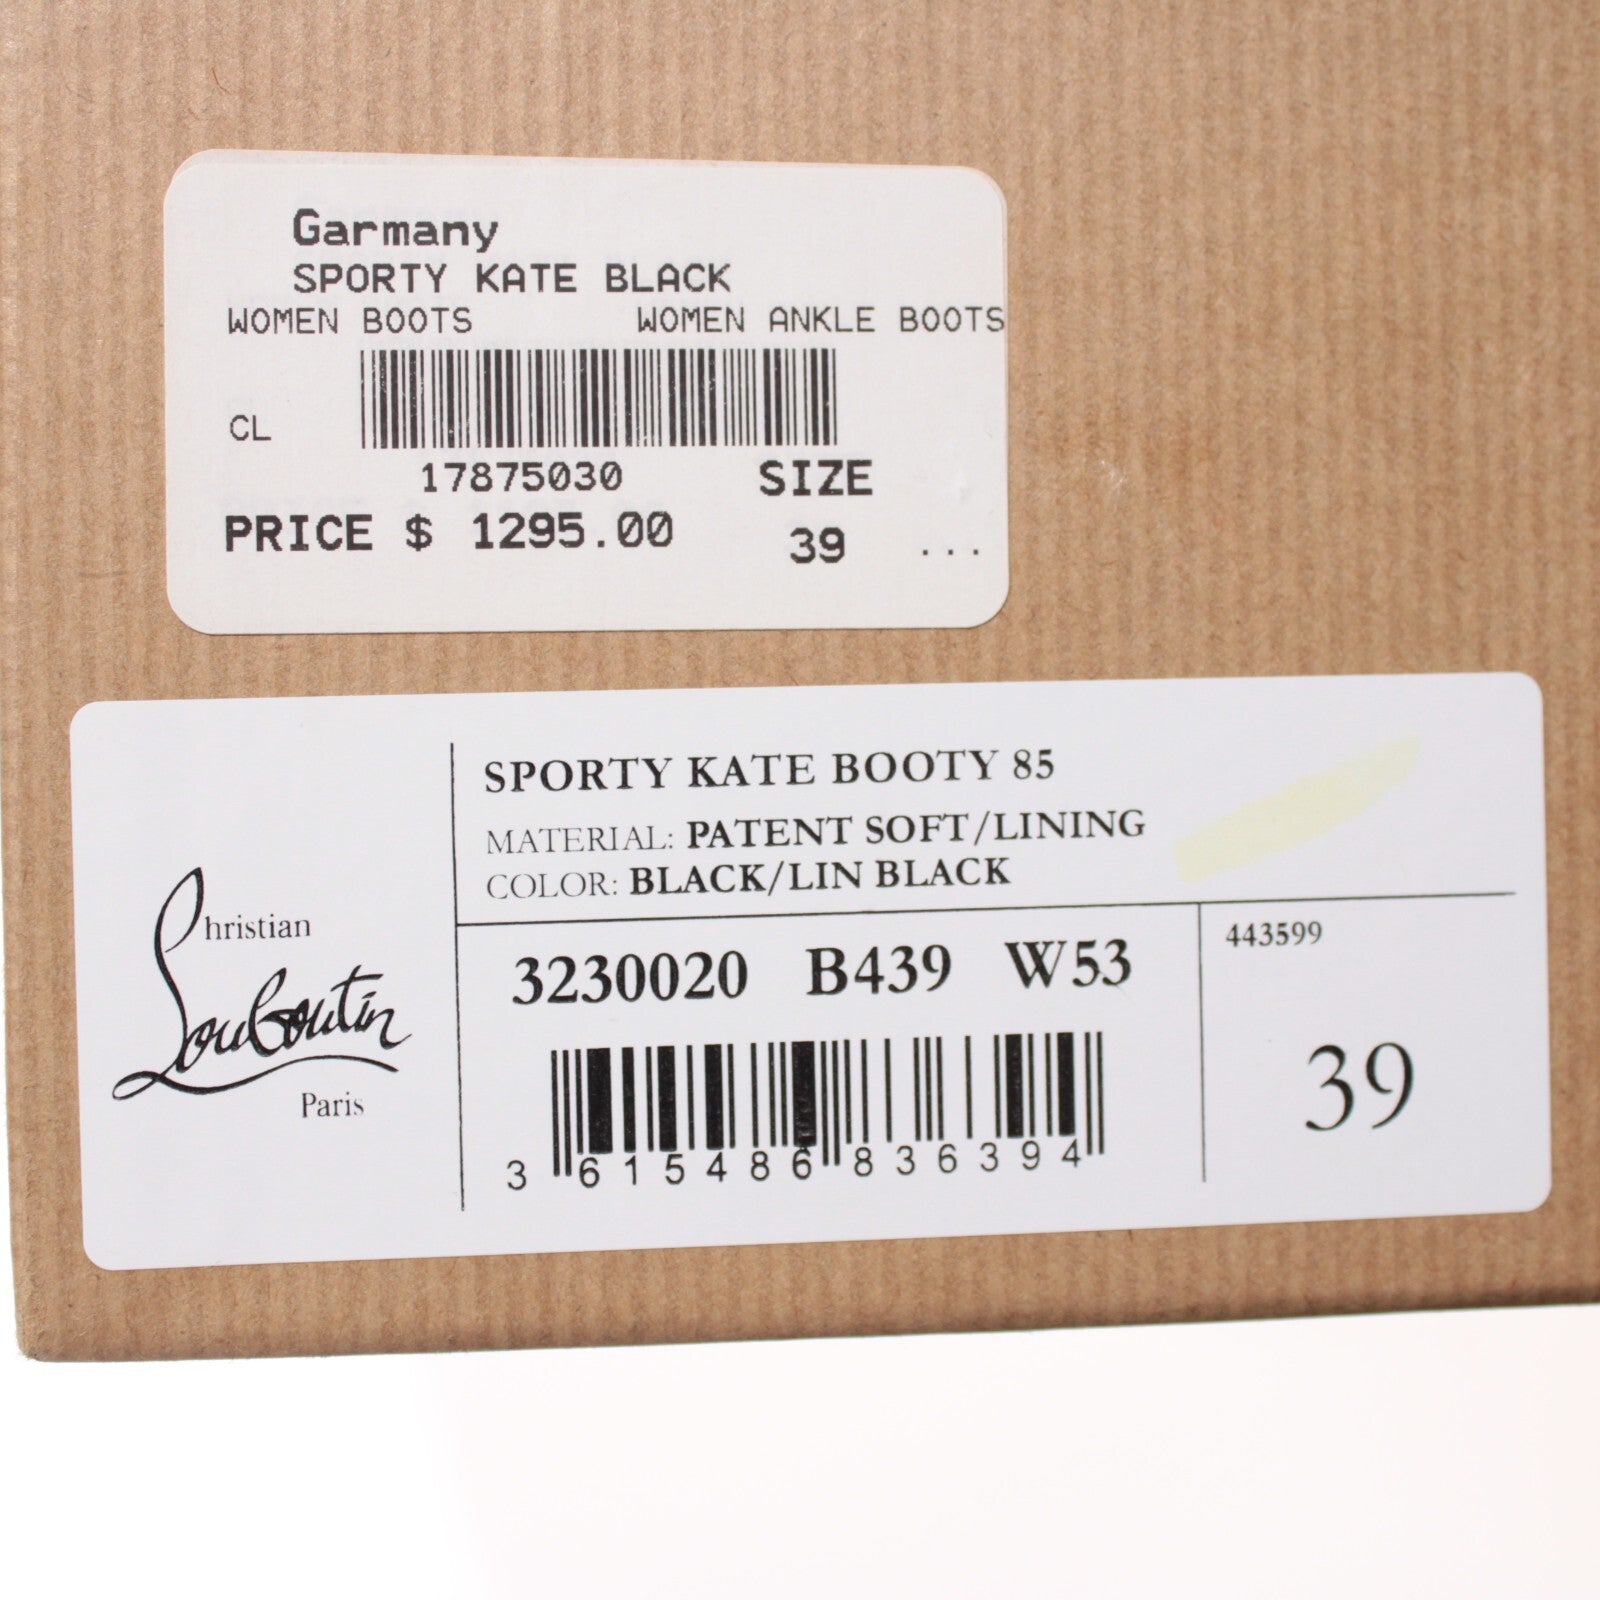 Garmany
SPORTY KATE BLACK
WOMEN BOOTS WOMEN ANKLE BOOTS
CL
17875030 SIZE
PRICE $ 1295.00 39 ...
Christian
Louboutin
Paris
SPORTY KATE BOOTY 85
MATERIAL: PATENT SOFT/LINING
COLOR: BLACK/LIN BLACK
3230020 B439 W53
3 615486 836394
443599
39